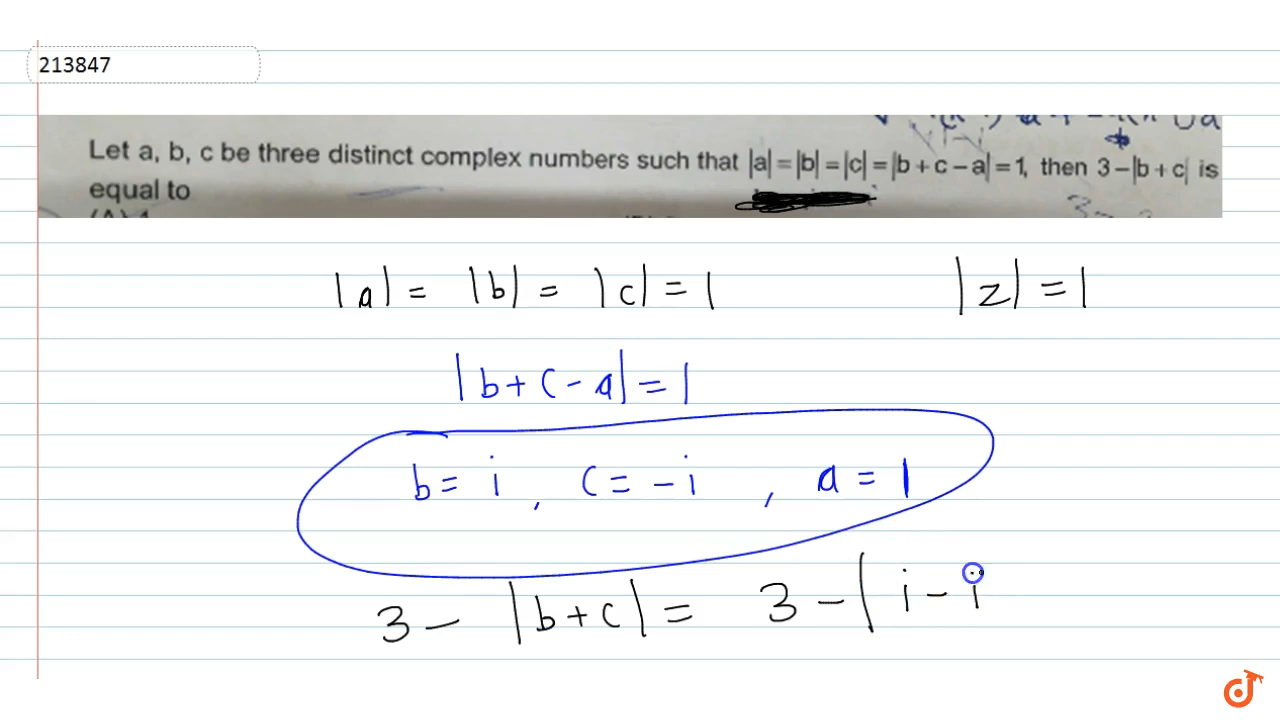 213847
Let a, b, c be three distinct complex numbers such that |a|=|b|=|c|=|b+c−a|=1, then 3−|b+c| is
equal to
|a| = |b| = |c| = 1
|z| = 1
|b+c-a| = 1
b = i , c = -i , a = 1
3 - |b+c| = 3 - | i - i